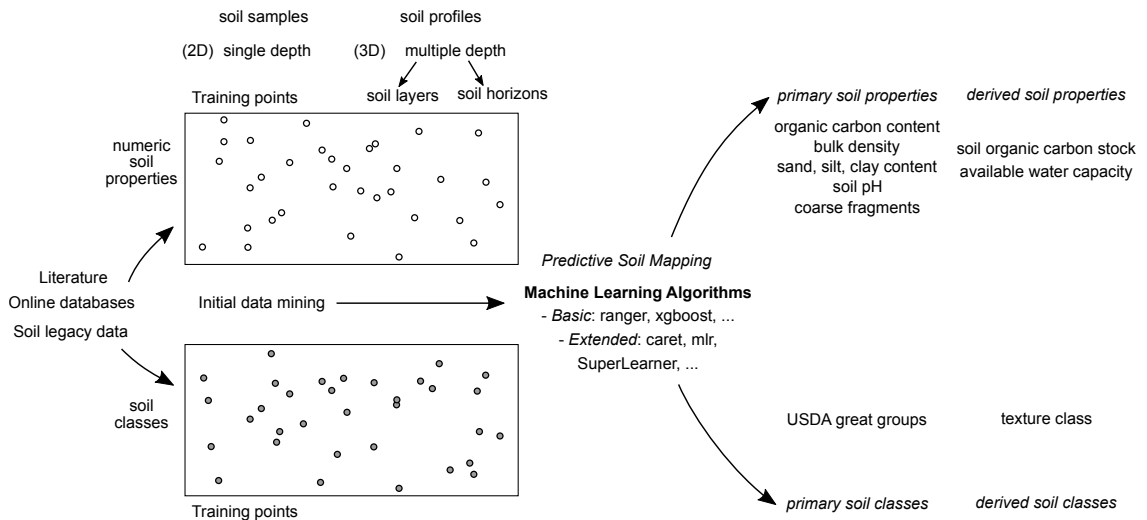 soil samples
soil profiles
(2D) single depth
(3D) multiple depth
Training points
soil layers
soil horizons
numeric
soil
properties
Literature
Online databases
Soil legacy data
Initial data mining
soil
classes
Training points
Predictive Soil Mapping
Machine Learning Algorithms
- Basic: ranger, xgboost, ...
- Extended: caret, mlr,
SuperLearner, ...
primary soil properties
organic carbon content
bulk density
sand, silt, clay content
soil pH
coarse fragments
derived soil properties
soil organic carbon stock
available water capacity
USDA great groups
texture class
primary soil classes
derived soil classes